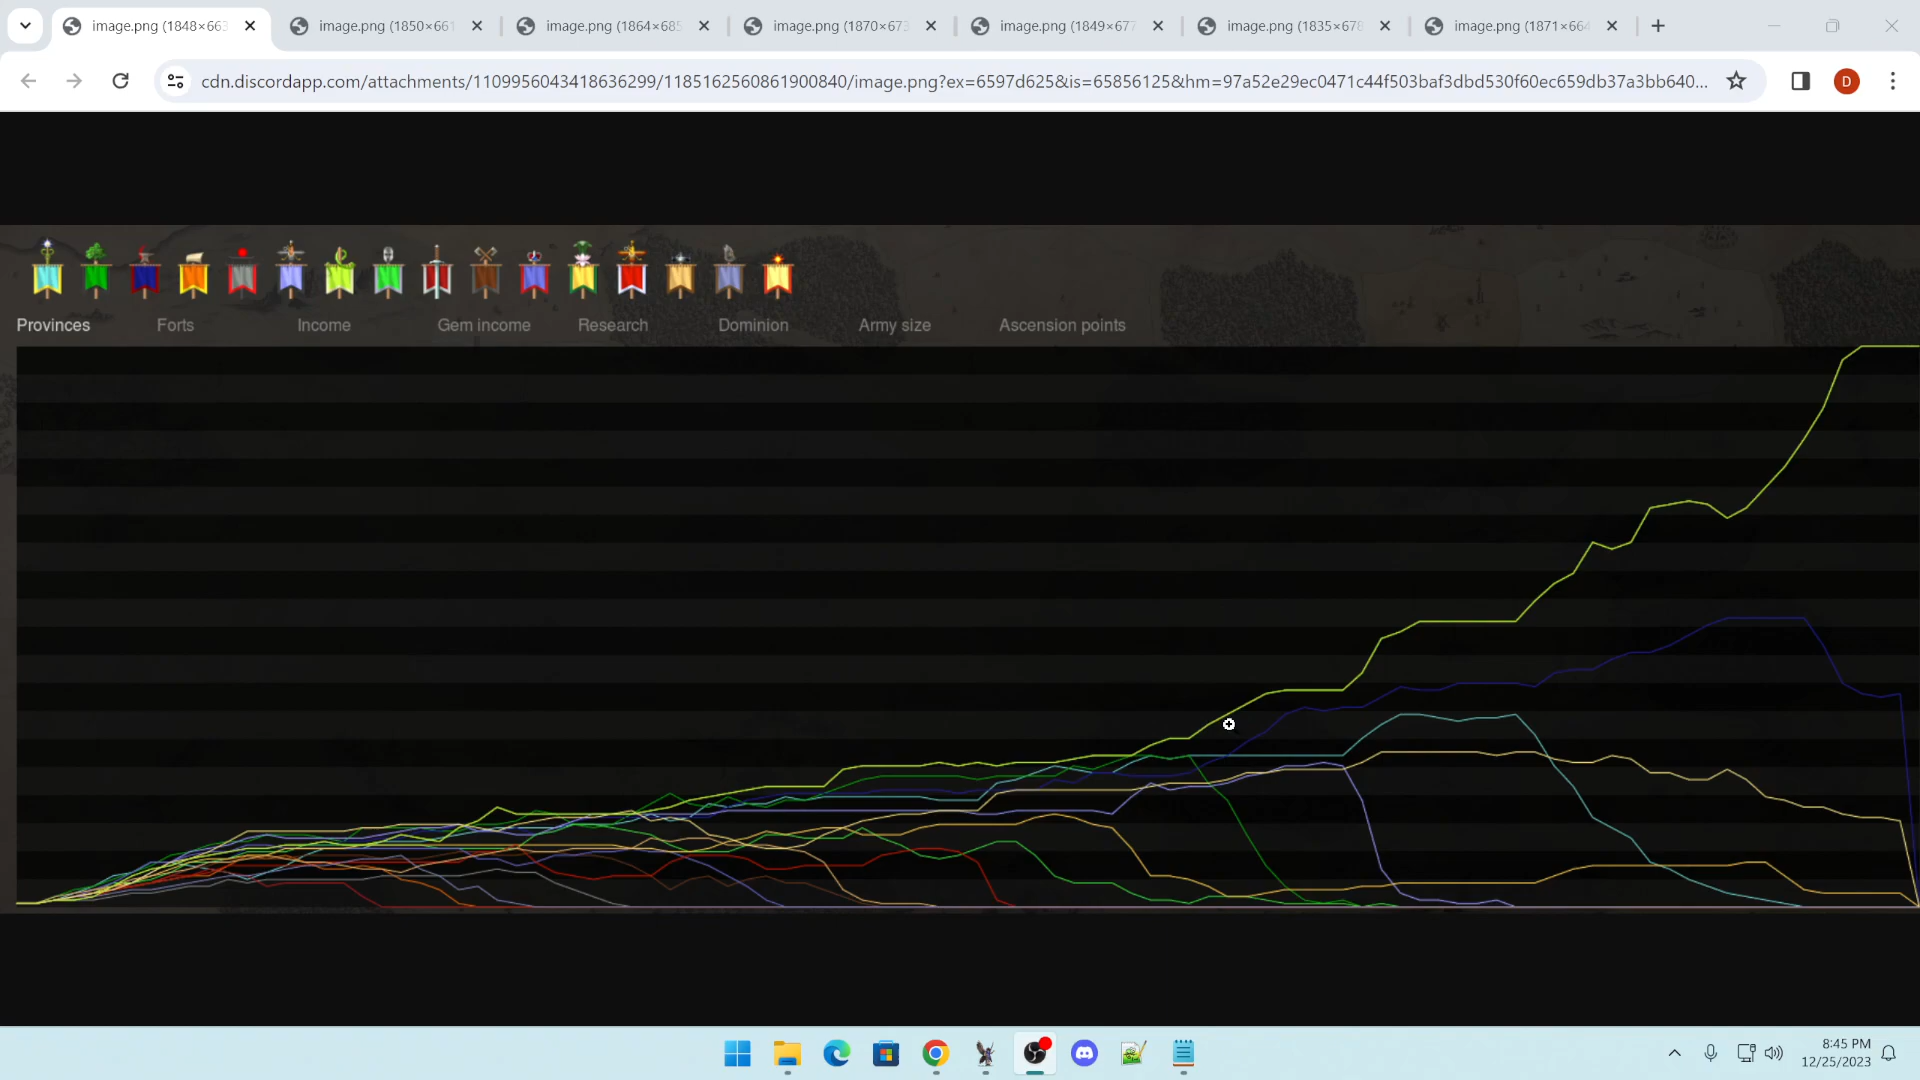 image.png (1848×663
image.png (1850×661
image.png (1864×685
image.png (1870×673
image.png (1849×677
image.png (1835×678
image.png (1871×664
cdn.discordapp.com/attachments/1109956043418636299/1185162560861900840/image.png?ex=6597d625&is=65856125&hm=97a52e29ec0471c44f503baf3dbd530f60ec659db37a3bb640...
D
Provinces Forts Income Gem income Research Dominion Army size Ascension points
8:45 PM
12/25/2023